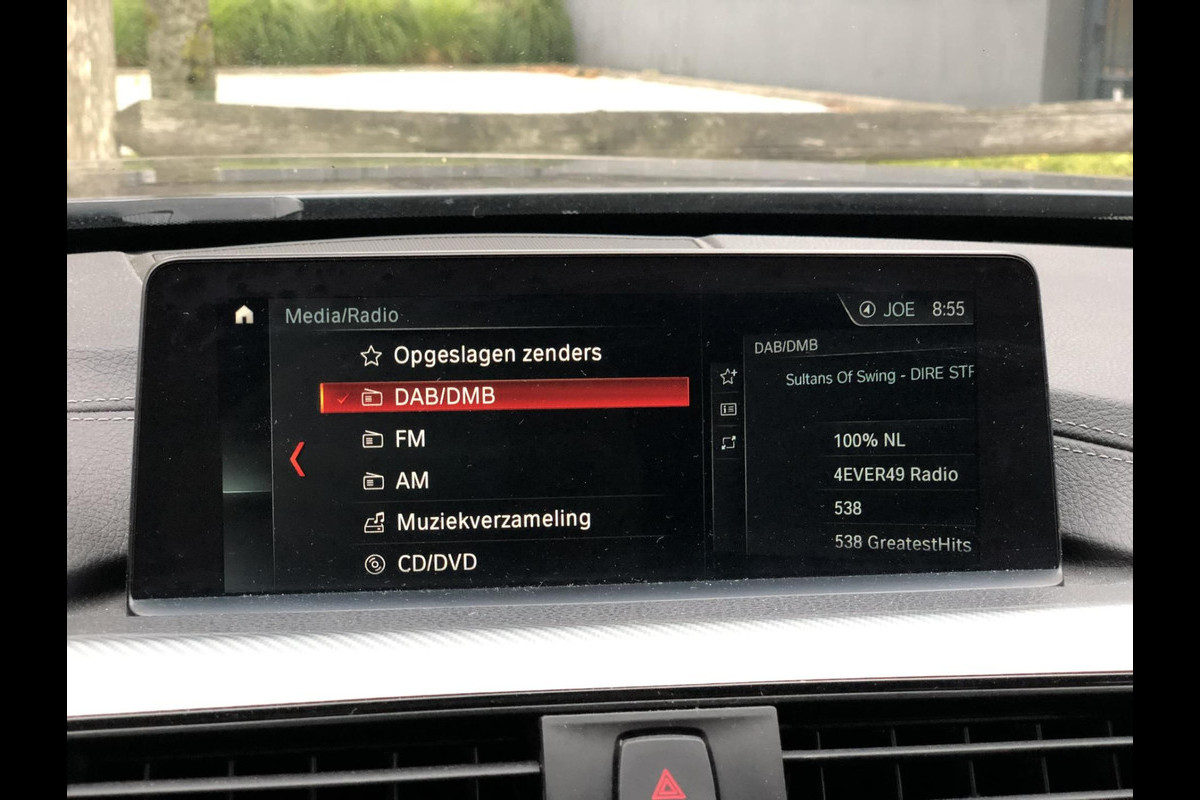 Media/Radio
JOE 8:55
Opgeslagen zenders
DAB/DMB
FM
AM
Muziekverzameling
CD/DVD
DAB/DMB
Sultans Of Swing - DIRE
100% NL
4EVER49 Radio
538
538 GreatestHits